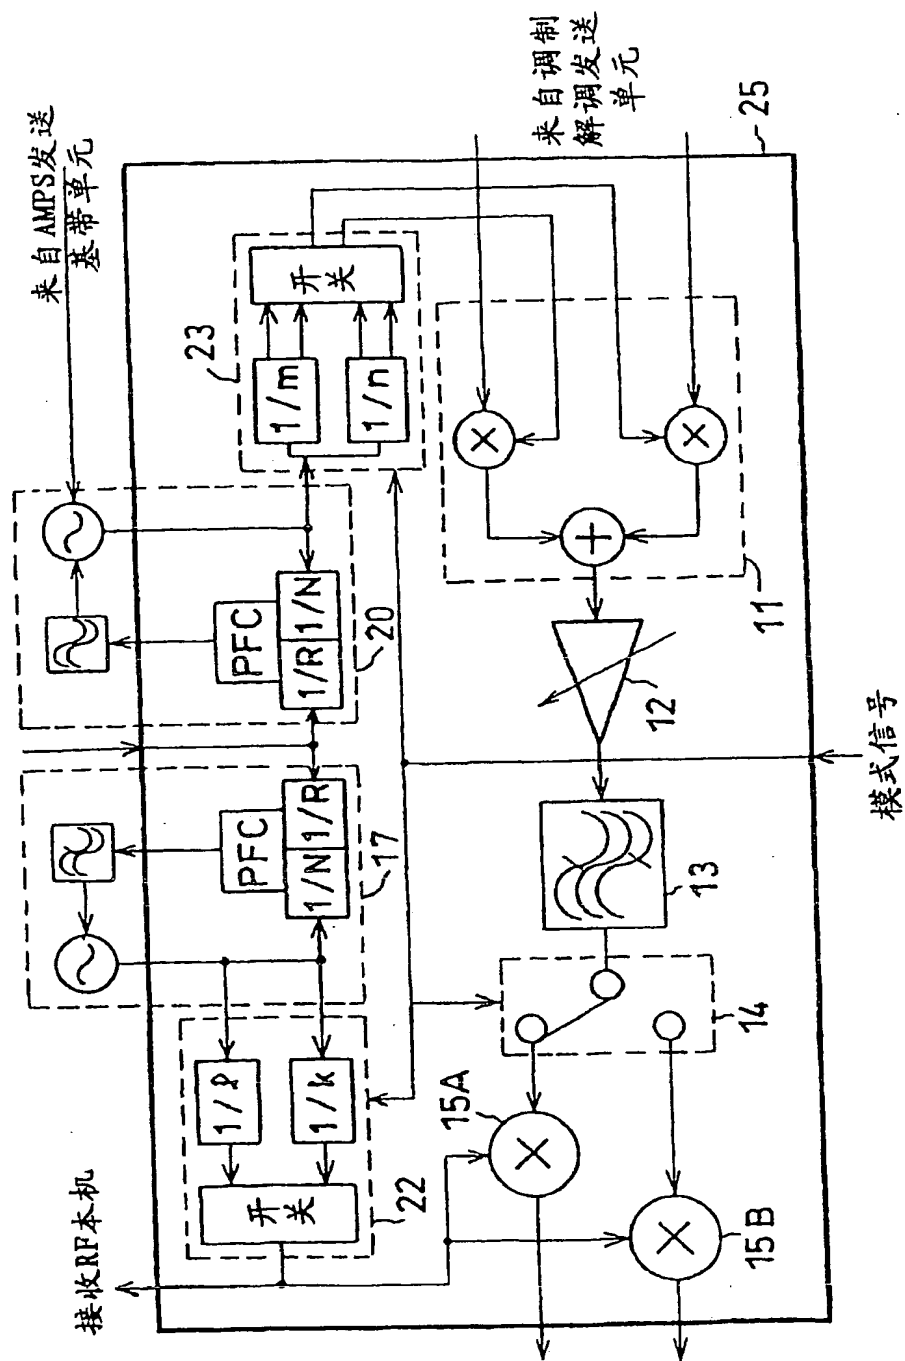 来自AMPS发送
基带单元
接收RF本机
23
1/ℓ
PFC
PFC
1/m
开关
开关
1/k
1/N
1/R
1/R
1/N
1/n
22
17
20
15A
来自调制
解调发送
单元
12
13
14
15B
11
25
模式信号